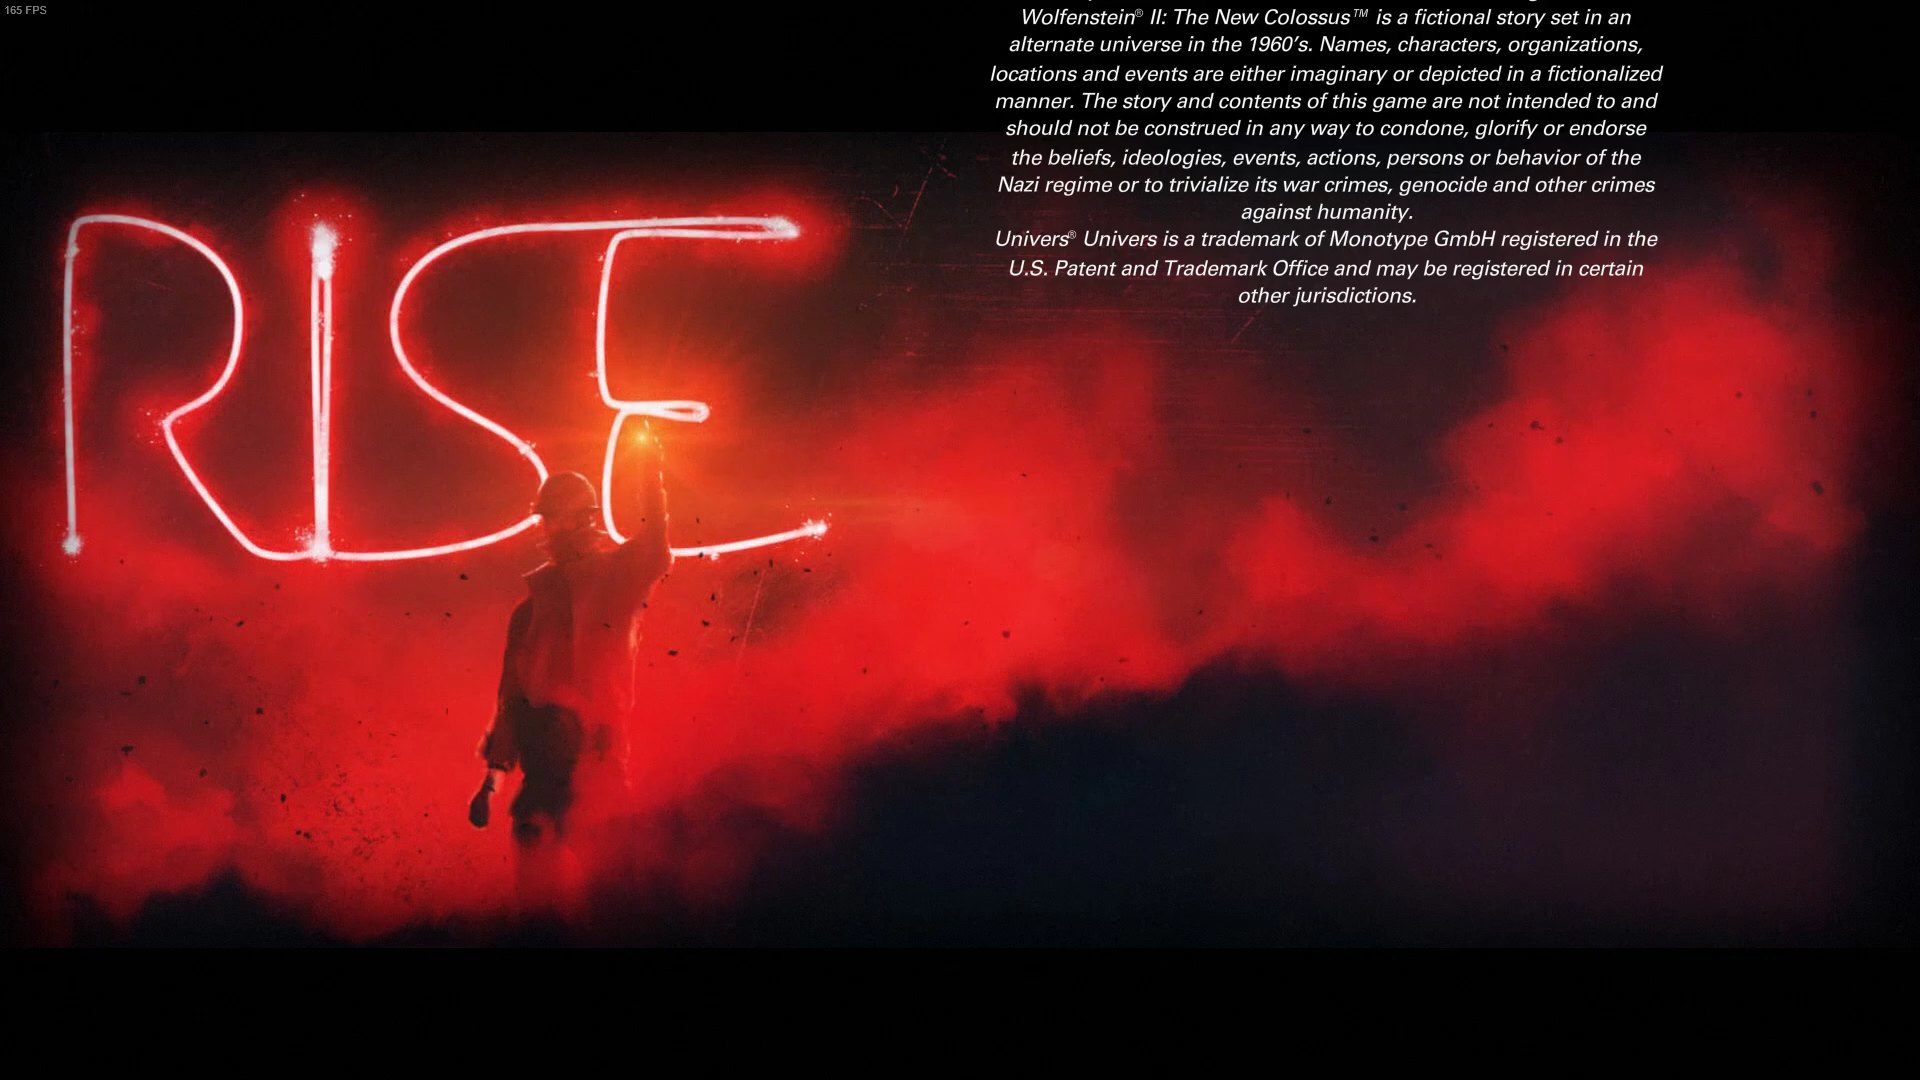 165 FPS
Wolfenstein® II: The New Colossus™ is a fictional story set in an
alternate universe in the 1960's. Names, characters, organizations,
locations and events are either imaginary or depicted in a fictionalized
manner. The story and contents of this game are not intended to and
should not be construed in any way to condone, glorify or endorse
the beliefs, ideologies, events, actions, persons or behavior of the
Nazi regime or to trivialize its war crimes, genocide and other crimes
against humanity.
Univers® Univers is a trademark of Monotype GmbH registered in the
U.S. Patent and Trademark Office and may be registered in certain
other jurisdictions.
RISE